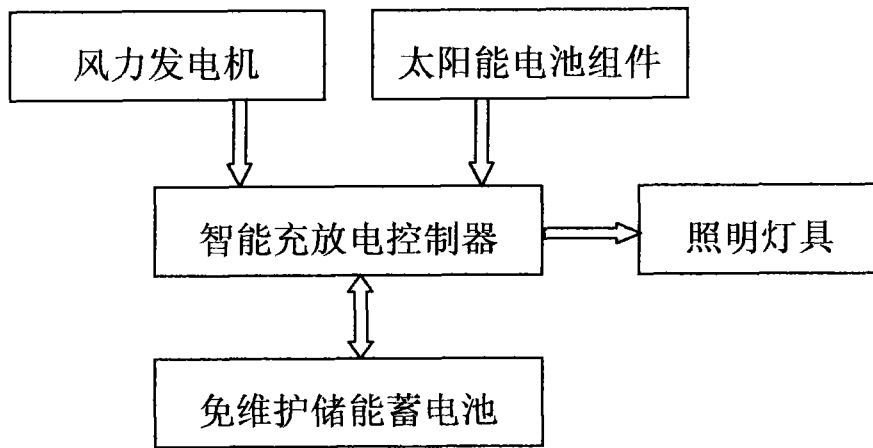 风力发电机
太阳能电池组件
智能充放电控制器
照明灯具
免维护储能蓄电池